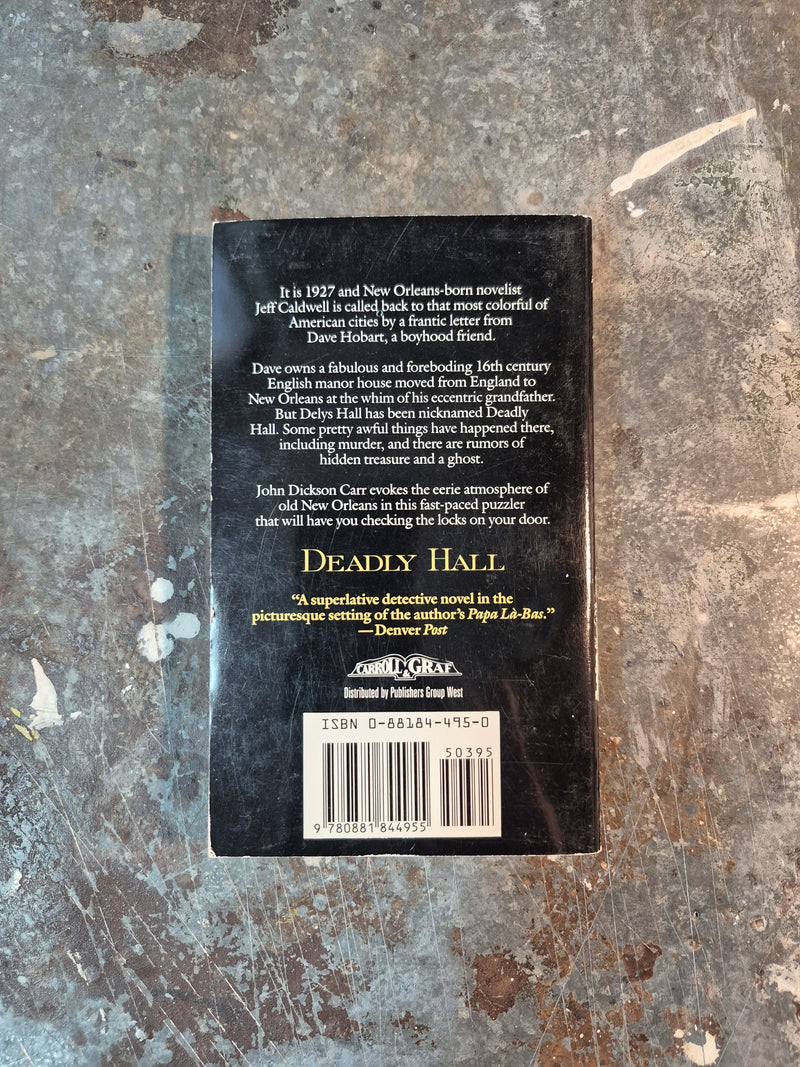 It is 1927 and New Orleans-born novelist
Jeff Caldwell is called back to that most colorful of
American cities by a frantic letter from
Dave Hobart, a boyhood friend.
Dave owns a fabulous and foreboding 16th century
English manor house moved from England to
New Orleans at the whim of his eccentric grandfather.
But Delys Hall has been nicknamed Deadly
Hall. Some pretty awful things have happened there,
including murder, and there are rumors of
hidden treasure and a ghost.
John Dickson Carr evokes the eerie atmosphere of
old New Orleans in this fast-paced puzzler
that will have you checking the locks on your door.
DEADLY HALL
“A superlative detective novel in the
picturesque setting of the author’s Papa Là-Bas.”
—Denver Post
CARROLL & GRAF
Distributed by Publishers Group West
ISBN 0-88184-495-0
50395
9 780881 844955